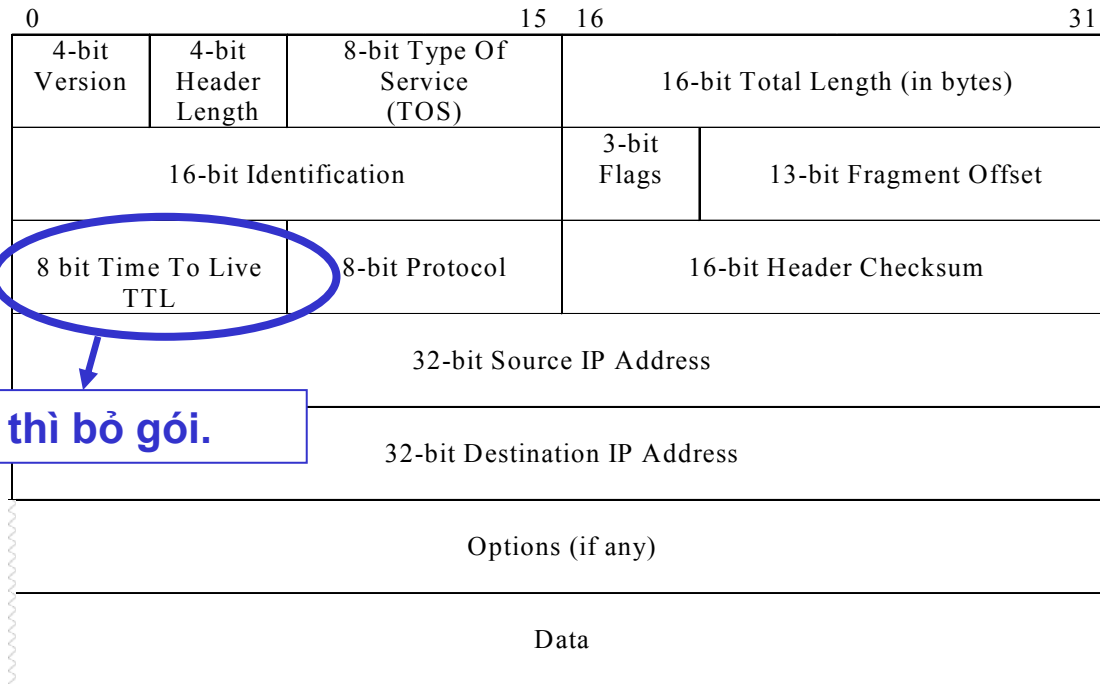 0 15 16 31
4-bit
Version
4-bit
Header
Length
8-bit Type Of
Service
(TOS)
16-bit Total Length (in bytes)
16-bit Identification
3-bit
Flags
13-bit Fragment Offset
8 bit Time To Live
TTL
8-bit Protocol
16-bit Header Checksum
32-bit Source IP Address
thì bỏ gói.
32-bit Destination IP Address
Options (if any)
Data